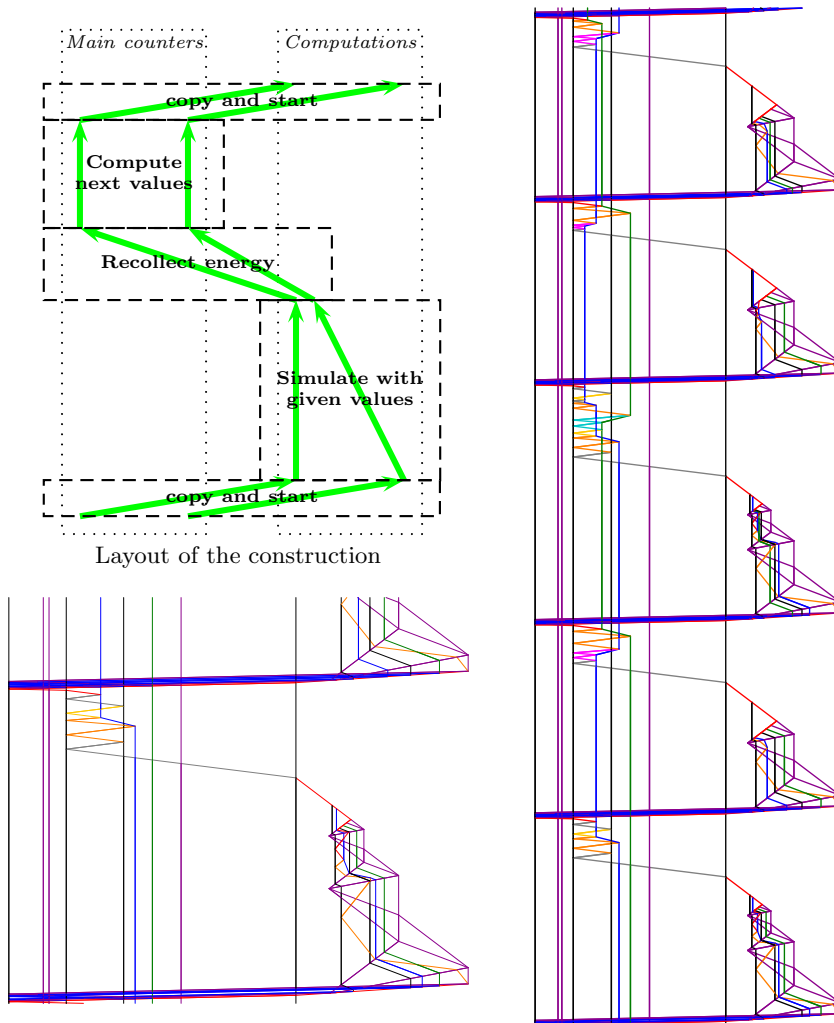 Main counters
Computations
copy and start
Compute
next values
Recollect energy
Simulate with
given values
copy and start
Layout of the construction